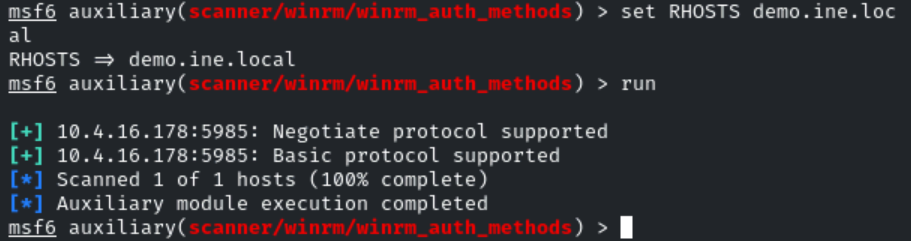 msf6 auxiliary(scanner/winrm/winrm_auth_methods) > set RHOSTS demo.ine.loc
al
RHOSTS ⇒ demo.ine.local
msf6 auxiliary(scanner/winrm/winrm_auth_methods) > run
[+] 10.4.16.178:5985: Negotiate protocol supported
[+] 10.4.16.178:5985: Basic protocol supported
[*] Scanned 1 of 1 hosts (100% complete)
[*] Auxiliary module execution completed
msf6 auxiliary(scanner/winrm/winrm_auth_methods) >